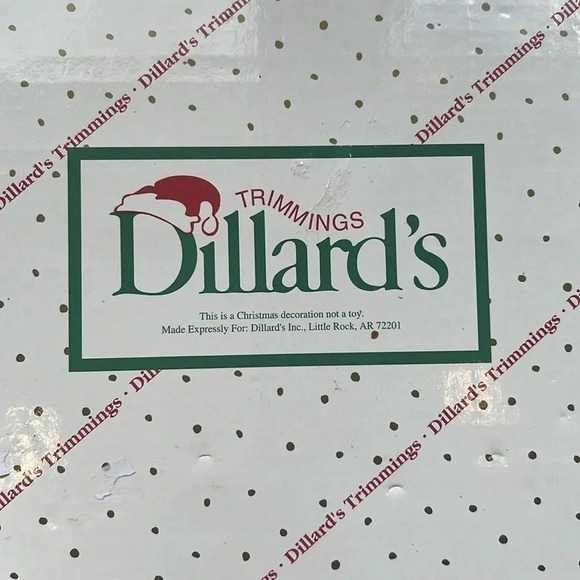 Dillard's Trimmings · Dillard's Trimmings
Dillard's Trimmings ·
TRIMMINGS
Dillard's
This is a Christmas decoration not a toy.
Made Expressly For: Dillard's Inc., Little Rock, AR 72201
Dillard's Trimmings · Dillard's Trimmings ·